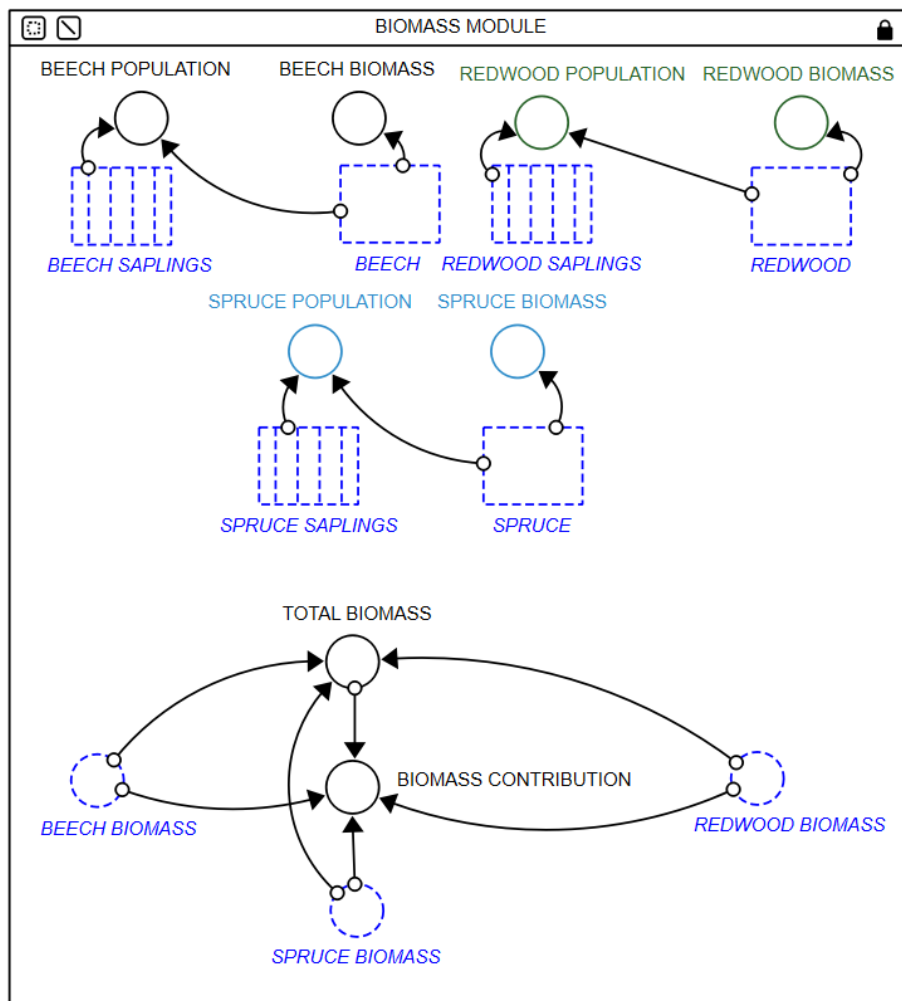 BIOMASS MODULE
BEECH POPULATION
BEECH BIOMASS
REDWOOD POPULATION
REDWOOD BIOMASS
BEECH SAPLINGS
BEECH
REDWOOD SAPLINGS
REDWOOD
SPRUCE POPULATION
SPRUCE BIOMASS
SPRUCE SAPLINGS
SPRUCE
TOTAL BIOMASS
BIOMASS CONTRIBUTION
BEECH BIOMASS
REDWOOD BIOMASS
SPRUCE BIOMASS